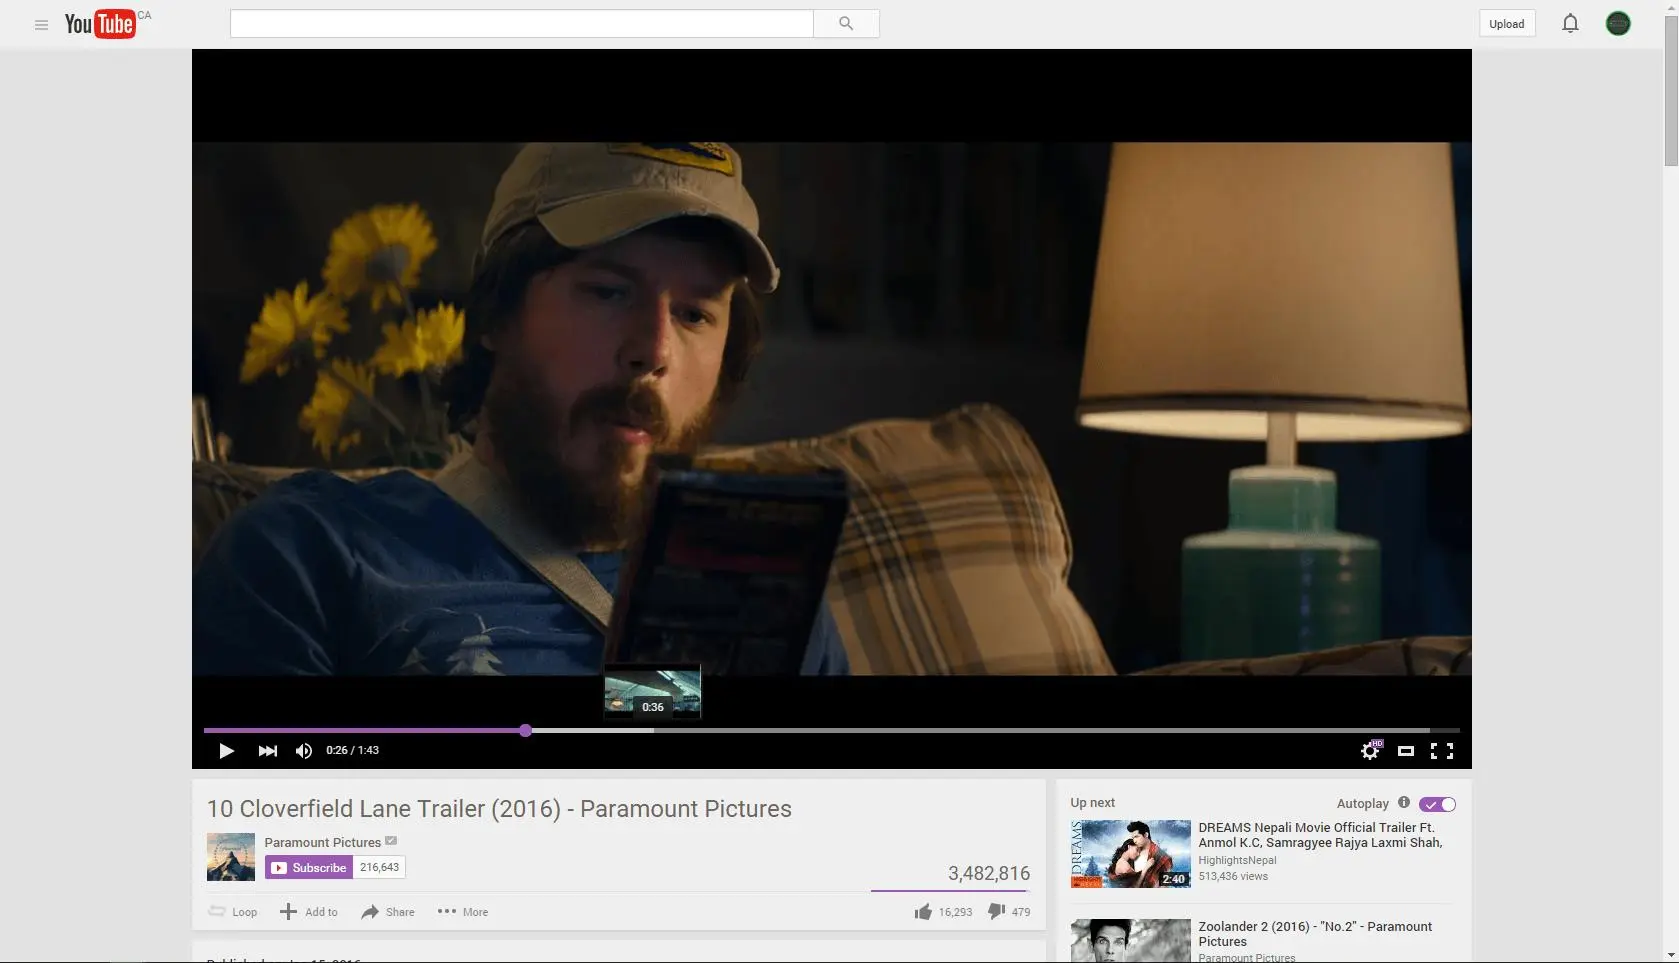 YouTube CA
Upload
0:36
0:26 / 1:43
HD
10 Cloverfield Lane Trailer (2016) - Paramount Pictures
Paramount Pictures
Subscribe 216,643
3,482,816
Loop
Add to
Share
More
16,293
479
Up next
Autoplay
DREAMS
2:40
DREAMS Nepali Movie Official Trailer Ft.
Anmol K.C, Samragyee Rajya Laxmi Shah,
HighlightsNepal
513,436 views
Zoolander 2 (2016) - "No.2" - Paramount
Pictures
Paramount Pictures